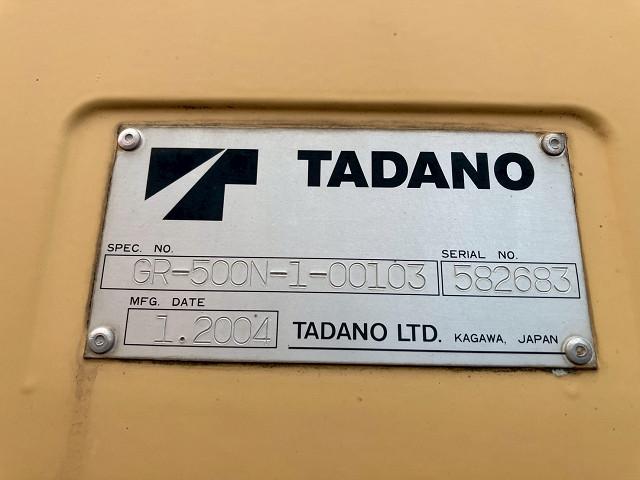 TADANO
SPEC. NO.
SERIAL NO.
GR-500N-1-00103
582683
MFG. DATE
1.2004
TADANO LTD. KAGAWA, JAPAN